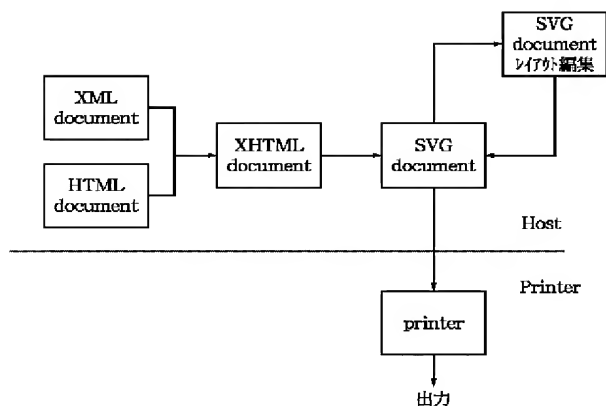 SVG
document
レイアウト編集
XML
document
XHTML
document
SVG
document
HTML
document
Host
Printer
printer
出力